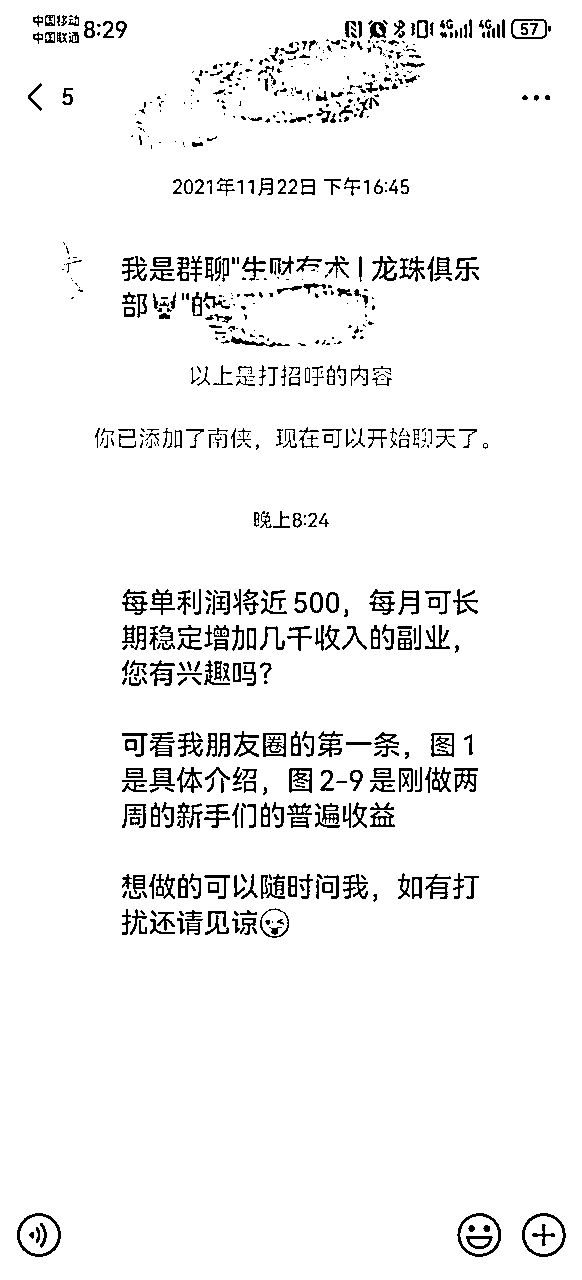 中国移动 8:29 4G 4G 57
中国联通
5
2021年11月22日 下午16:45
我是群聊"生财有术 | 龙珠俱乐
部"的
以上是打招呼的内容
你已添加了南侠，现在可以开始聊天了。
晚上8:24
每单利润将近500，每月可长
期稳定增加几千收入的副业，
您有兴趣吗？
可看我朋友圈的第一条，图1
是具体介绍，图2-9是刚做两
周的新手们的普遍收益
想做的可以随时问我，如有打
扰还请见谅